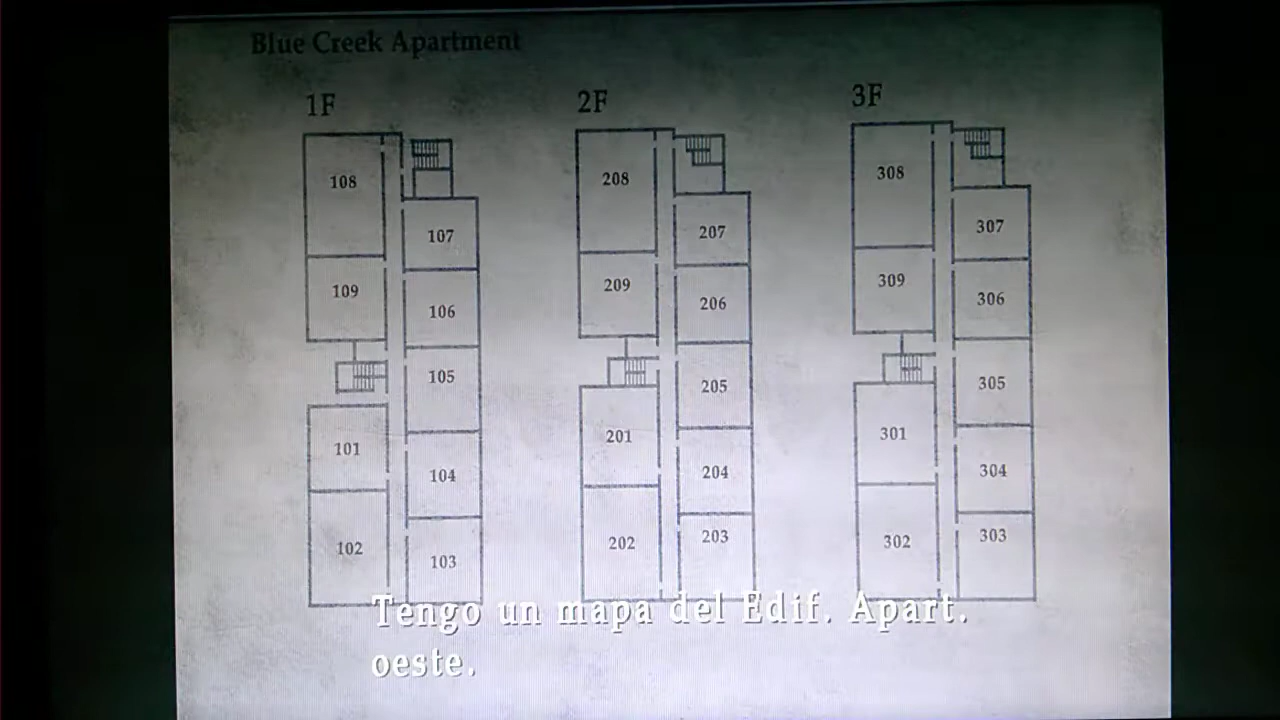 Blue Creek Apartment
1F 2F 3F
108 208 308
107 207 307
109 209 309
106 206 306
105 205 305
101 201 301
104 204 304
102 202 302
103 203 303
Tengo un mapa del Edif. Apart.
oeste.